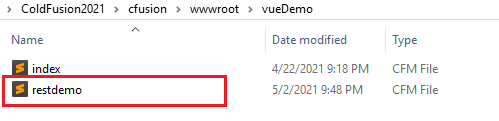 ColdFusion2021 > cfusion > wwwroot > vueDemo
Name Date modified Type
index 4/22/2021 9:18 PM CFM File
restdemo 5/2/2021 9:48 PM CFM File